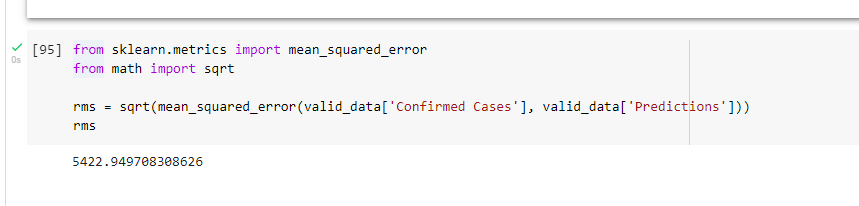 [95] from sklearn.metrics import mean_squared_error
0s
from math import sqrt
rms = sqrt(mean_squared_error(valid_data['Confirmed Cases'], valid_data['Predictions']))
rms
5422.949708308626